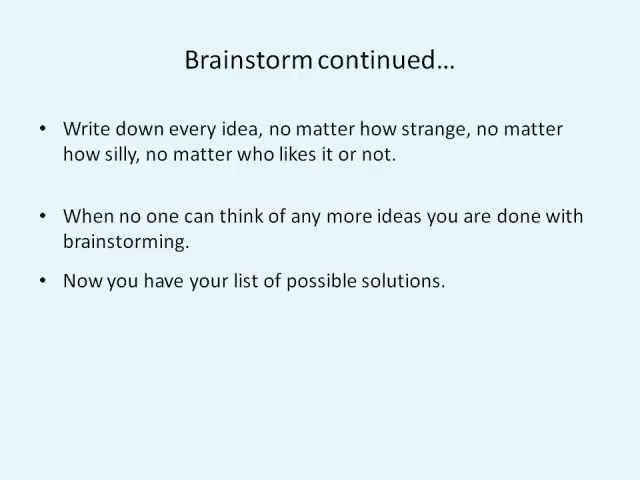 Brainstorm continued…
• Write down every idea, no matter how strange, no matter
how silly, no matter who likes it or not.
• When no one can think of any more ideas you are done with
brainstorming.
• Now you have your list of possible solutions.